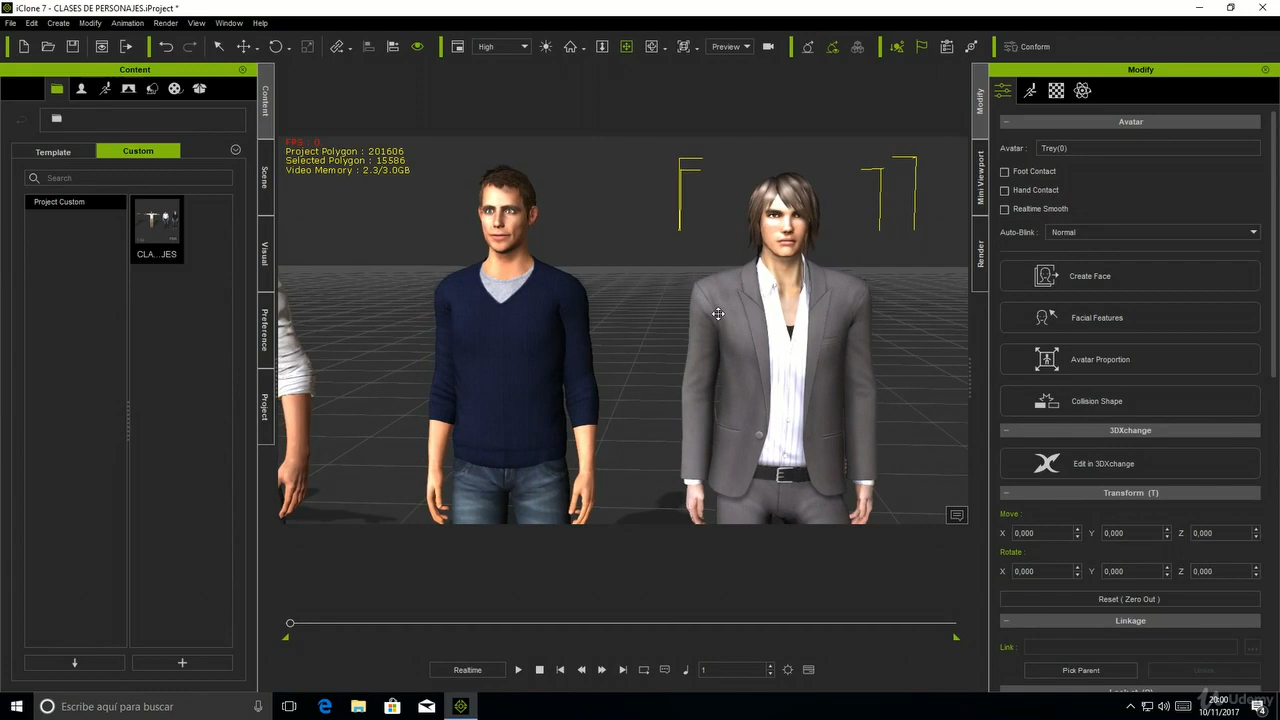 iClone 7 - CLASES DE PERSONAJES.iProject *
File Edit Create Modify Animation Render View Window Help
High
Preview
Conform
Content
Template
Custom
Search
Project Custom
CLA...JES
Content
Scene
Visual
Preference
Project
FPS : 0
Project Polygon : 201606
Selected Polygon : 15586
Video Memory : 2.3/3.0GB
Realtime
1
Modify
Mini Viewport
Render
Modify
Avatar
Avatar : Trey(0)
Foot Contact
Hand Contact
Realtime Smooth
Auto-Blink : Normal
Create Face
Facial Features
Avatar Proportion
Collision Shape
3DXchange
Edit in 3DXchange
Transform (T)
Move :
X 0,000 Y 0,000 Z 0,000
Rotate :
X 0,000 Y 0,000 Z 0,000
Reset ( Zero Out )
Linkage
Link :
Pick Parent
Unlink
Escribe aquí para buscar
20:00
10/11/2017
4
Udemy